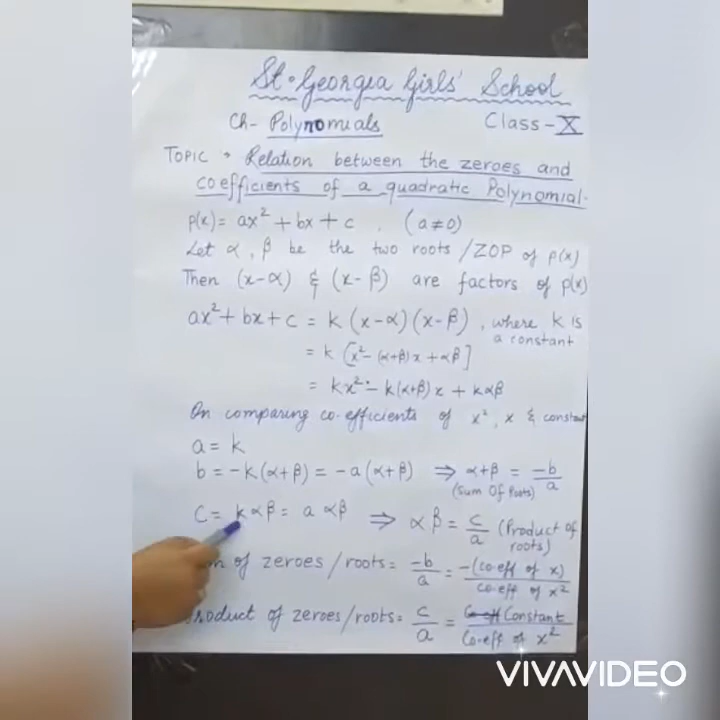 St. Georgia Girls' School
Ch- Polynomials Class - X
TOPIC → Relation between the zeroes and
coefficients of a quadratic Polynomial.
p(x) = ax² + bx + c , (a≠0)
Let α, β be the two roots/ZOP of p(x)
Then (x-α) & (x-β) are factors of p(x)
ax² + bx + c = k (x-α)(x-β), where k is
a constant
= k [x² - (α+β)x + αβ]
= kx² - k(α+β)x + kαβ
On comparing co-efficients of x², x & constant
a = k
b = -k(α+β) = -a(α+β) ⇒ α+β = -b/a
(Sum Of Roots)
C = kαβ = a αβ ⇒ αβ = c/a (Product of
roots)
of zeroes/roots = -b/a = -(co-eff of x)/co-eff of x²
Product of zeroes/roots = c/a = Constant/Co-eff of x²
VIVAVIDEO